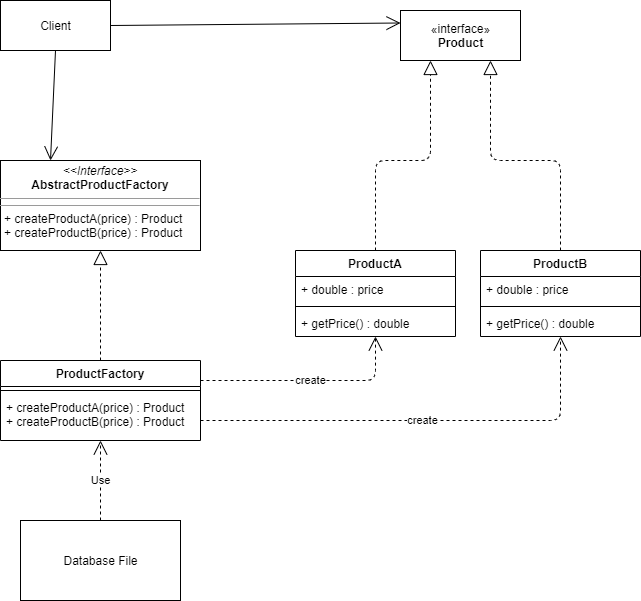 Client
«interface»
Product
<<Interface>>
AbstractProductFactory
+ createProductA(price) : Product
+ createProductB(price) : Product
ProductA
+ double : price
+ getPrice() : double
ProductB
+ double : price
+ getPrice() : double
ProductFactory
+ createProductA(price) : Product
+ createProductB(price) : Product
create
create
Use
Database File